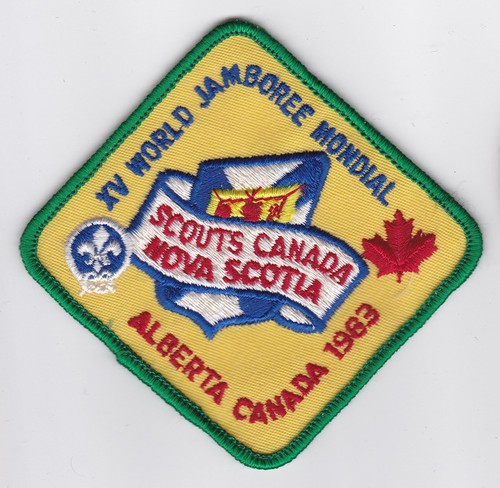 XV WORLD JAMBOREE MONDIAL
SCOUTS CANADA
NOVA SCOTIA
ALBERTA CANADA 1983